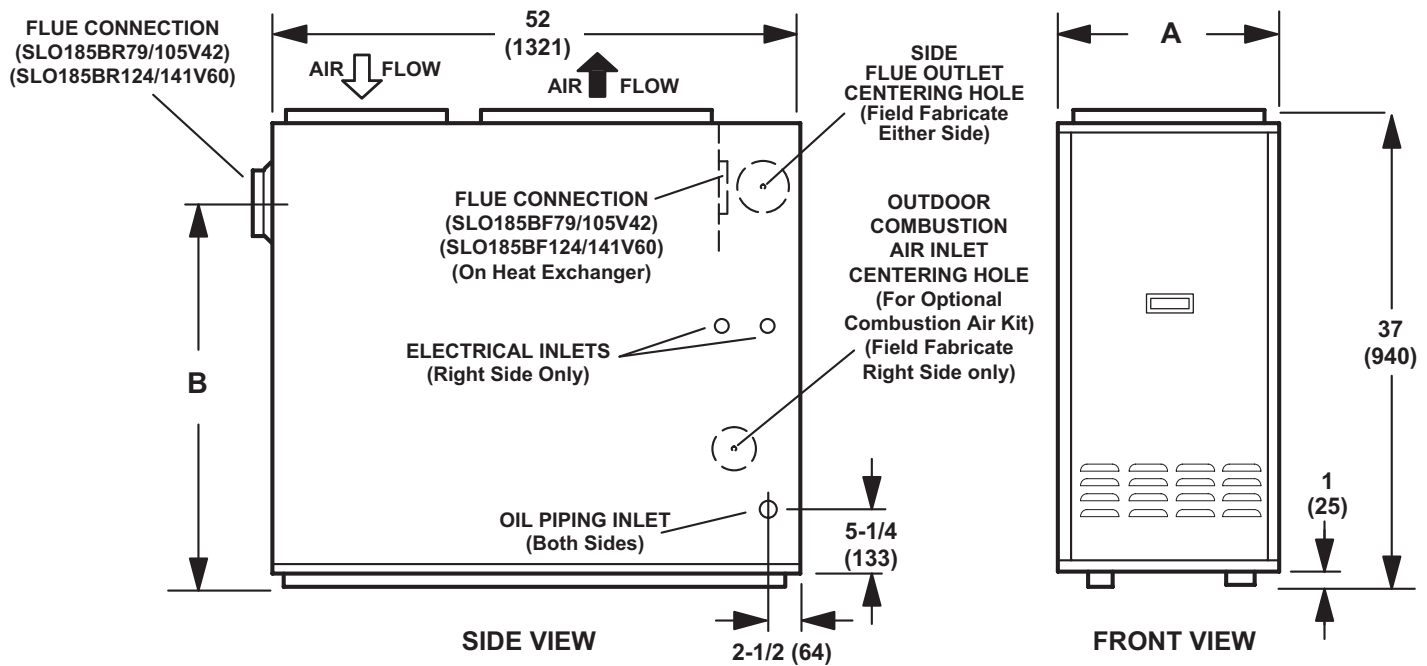 FLUE CONNECTION
(SLO185BR79/105V42)
(SLO185BR124/141V60)
52
(1321)
AIR FLOW
AIR FLOW
SIDE
FLUE OUTLET
CENTERING HOLE
(Field Fabricate
Either Side)
FLUE CONNECTION
(SLO185BF79/105V42)
(SLO185BF124/141V60)
(On Heat Exchanger)
OUTDOOR
COMBUSTION
AIR INLET
CENTERING HOLE
(For Optional
Combustion Air Kit)
(Field Fabricate
Right Side only)
ELECTRICAL INLETS
(Right Side Only)
B
OIL PIPING INLET
(Both Sides)
5-1/4
(133)
2-1/2 (64)
SIDE VIEW
A
37
(940)
1
(25)
FRONT VIEW